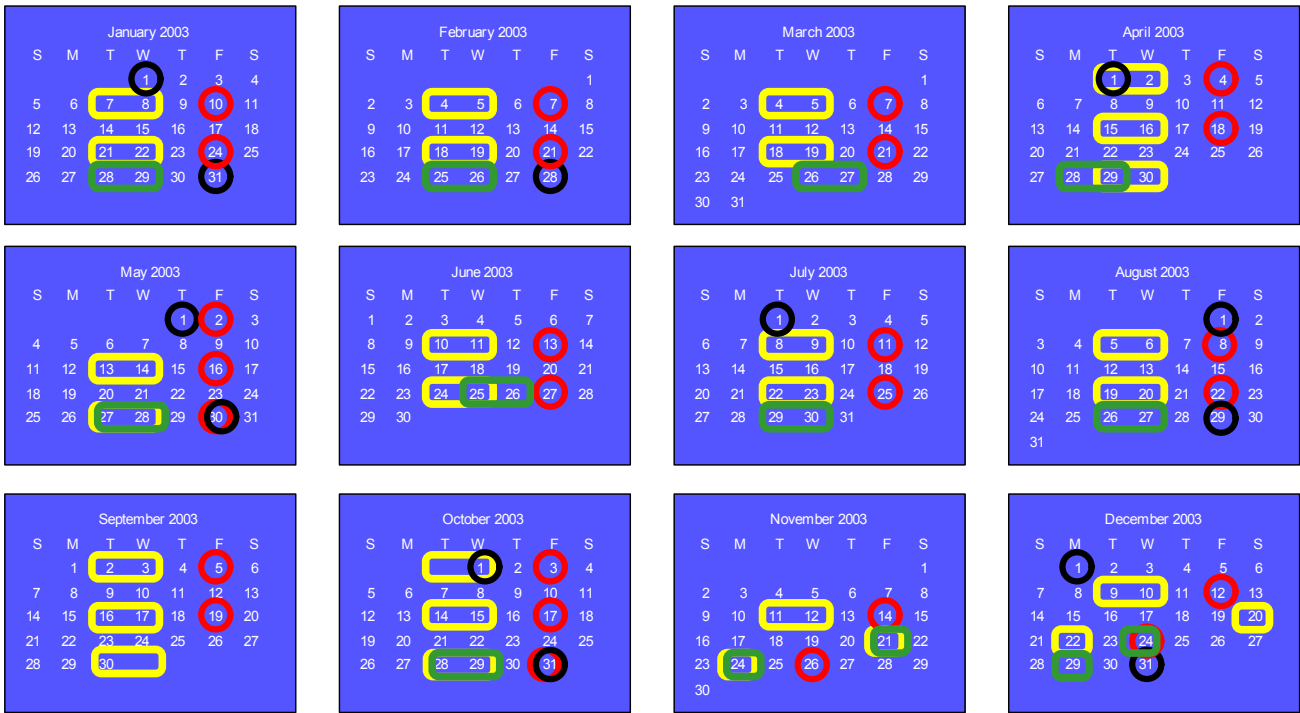 January 2003
S M T W T F S
1 2 3 4
5 6 7 8 9 10 11
12 13 14 15 16 17 18
19 20 21 22 23 24 25
26 27 28 29 30 31
February 2003
S M T W T F S
1
2 3 4 5 6 7 8
9 10 11 12 13 14 15
16 17 18 19 20 21 22
23 24 25 26 27 28
March 2003
S M T W T F S
1
2 3 4 5 6 7 8
9 10 11 12 13 14 15
16 17 18 19 20 21 22
23 24 25 26 27 28 29
30 31
April 2003
S M T W T F S
1 2 3 4 5
6 7 8 9 10 11 12
13 14 15 16 17 18 19
20 21 22 23 24 25 26
27 28 29 30
May 2003
S M T W T F S
1 2 3
4 5 6 7 8 9 10
11 12 13 14 15 16 17
18 19 20 21 22 23 24
25 26 27 28 29 30 31
June 2003
S M T W T F S
1 2 3 4 5 6 7
8 9 10 11 12 13 14
15 16 17 18 19 20 21
22 23 24 25 26 27 28
29 30
July 2003
S M T W T F S
1 2 3 4 5
6 7 8 9 10 11 12
13 14 15 16 17 18 19
20 21 22 23 24 25 26
27 28 29 30 31
August 2003
S M T W T F S
1 2
3 4 5 6 7 8 9
10 11 12 13 14 15 16
17 18 19 20 21 22 23
24 25 26 27 28 29 30
31
September 2003
S M T W T F S
1 2 3 4 5 6
7 8 9 10 11 12 13
14 15 16 17 18 19 20
21 22 23 24 25 26 27
28 29 30
October 2003
S M T W T F S
1 2 3 4
5 6 7 8 9 10 11
12 13 14 15 16 17 18
19 20 21 22 23 24 25
26 27 28 29 30 31
November 2003
S M T W T F S
1
2 3 4 5 6 7 8
9 10 11 12 13 14 15
16 17 18 19 20 21 22
23 24 25 26 27 28 29
30
December 2003
S M T W T F S
1 2 3 4 5 6
7 8 9 10 11 12 13
14 15 16 17 18 19 20
21 22 23 24 25 26 27
28 29 30 31